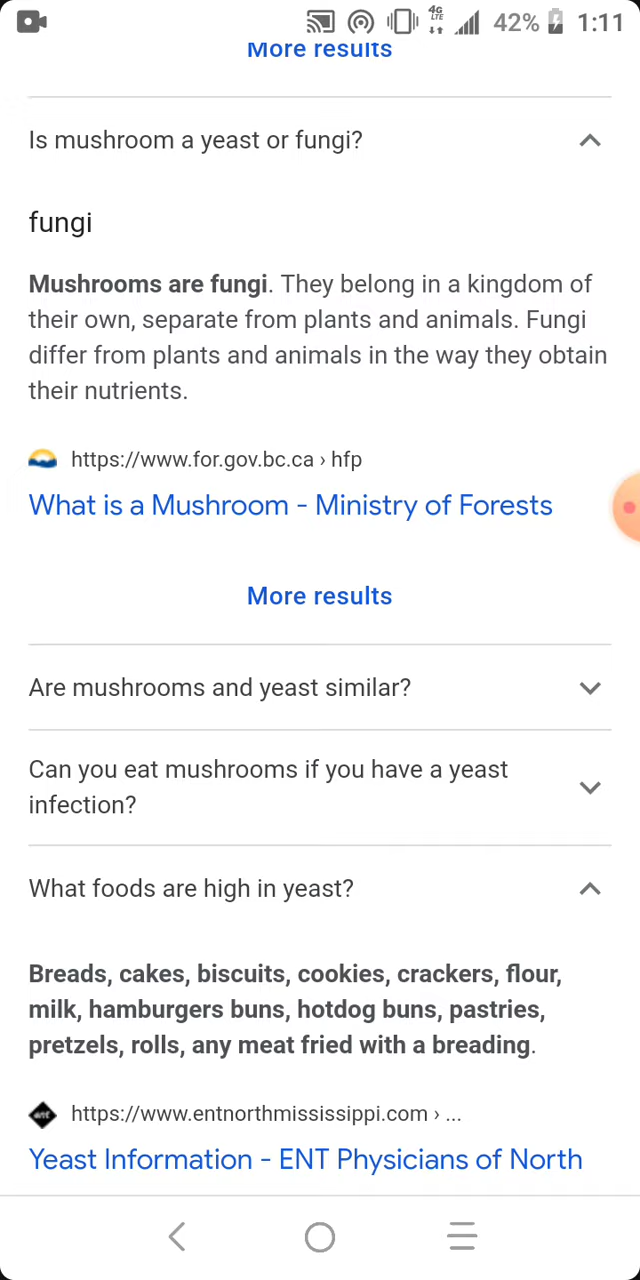 4G
LTE
42% 1:11
More results
Is mushroom a yeast or fungi?
fungi
Mushrooms are fungi. They belong in a kingdom of
their own, separate from plants and animals. Fungi
differ from plants and animals in the way they obtain
their nutrients.
https://www.for.gov.bc.ca › hfp
What is a Mushroom - Ministry of Forests
More results
Are mushrooms and yeast similar?
Can you eat mushrooms if you have a yeast
infection?
What foods are high in yeast?
Breads, cakes, biscuits, cookies, crackers, flour,
milk, hamburgers buns, hotdog buns, pastries,
pretzels, rolls, any meat fried with a breading.
https://www.entnorthmississippi.com › ...
Yeast Information - ENT Physicians of North